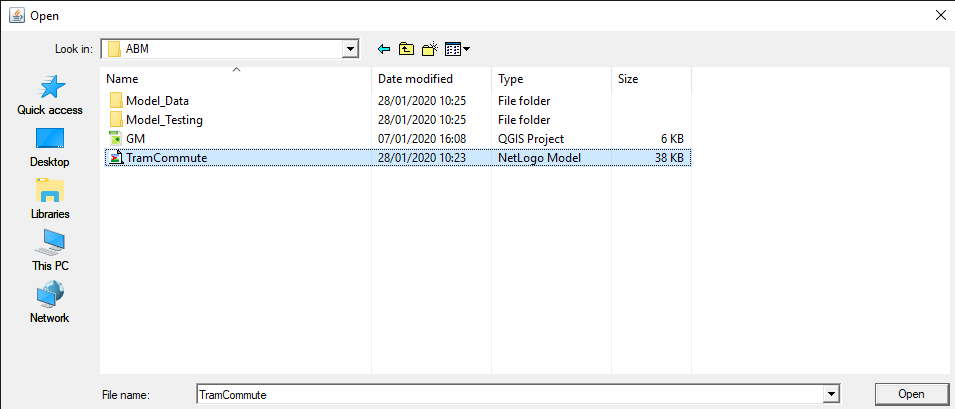 Open
Look in: ABM
Name Date modified Type Size
Model_Data 28/01/2020 10:25 File folder
Model_Testing 28/01/2020 10:25 File folder
GM 07/01/2020 16:08 QGIS Project 6 KB
TramCommute 28/01/2020 10:23 NetLogo Model 38 KB
Quick access
Desktop
Libraries
This PC
Network
File name: TramCommute Open